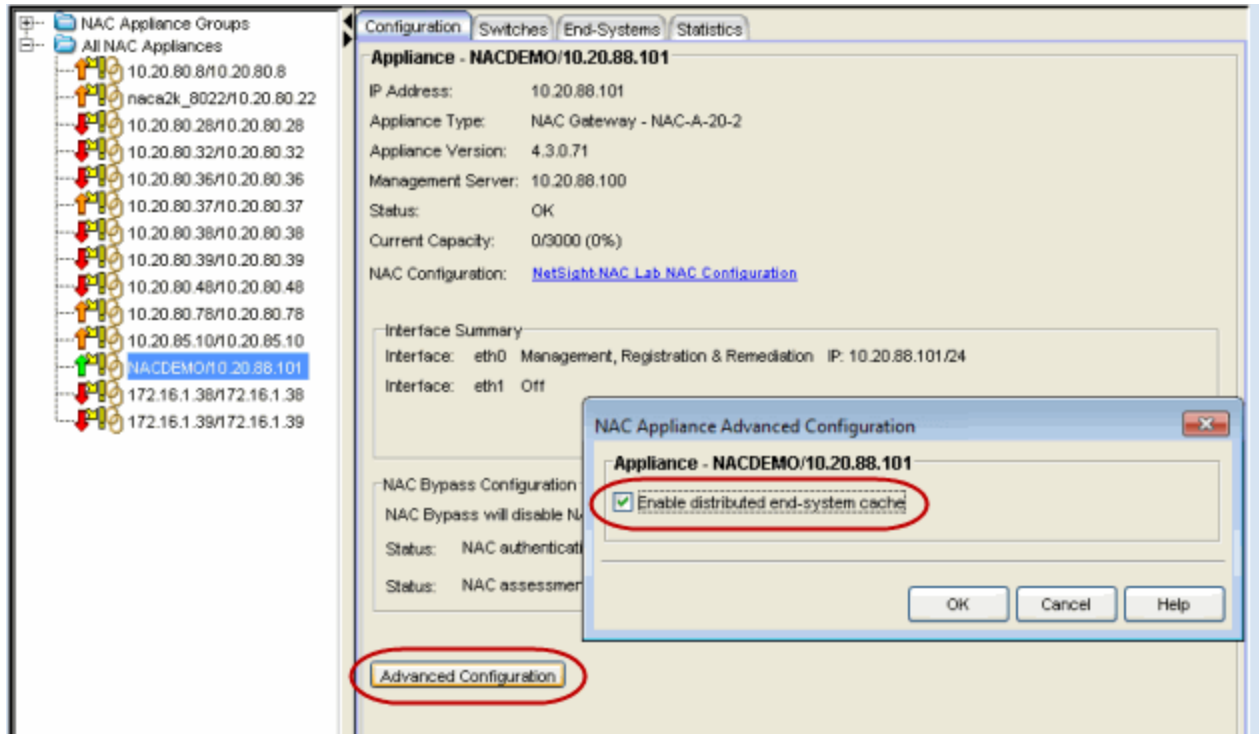 NAC Appliance Groups
All NAC Appliances
10.20.80.8/10.20.80.8
naca2k_8022/10.20.80.22
10.20.80.28/10.20.80.28
10.20.80.32/10.20.80.32
10.20.80.36/10.20.80.36
10.20.80.37/10.20.80.37
10.20.80.38/10.20.80.38
10.20.80.39/10.20.80.39
10.20.80.48/10.20.80.48
10.20.80.78/10.20.80.78
10.20.85.10/10.20.85.10
NACDEMO/10.20.88.101
172.16.1.38/172.16.1.38
172.16.1.39/172.16.1.39
Configuration Switches End-Systems Statistics
Appliance - NACDEMO/10.20.88.101
IP Address: 10.20.88.101
Appliance Type: NAC Gateway - NAC-A-20-2
Appliance Version: 4.3.0.71
Management Server: 10.20.88.100
Status: OK
Current Capacity: 0/3000 (0%)
NAC Configuration: NetSight-NAC Lab NAC Configuration
Interface Summary
Interface: eth0 Management, Registration & Remediation IP: 10.20.88.101/24
Interface: eth1 Off
NAC Bypass Configuration
NAC Bypass will disable
Status: NAC
Status: NAC
Advanced Configuration
NAC Appliance Advanced Configuration
Appliance - NACDEMO/10.20.88.101
Enable distributed end-system cache
OK Cancel Help